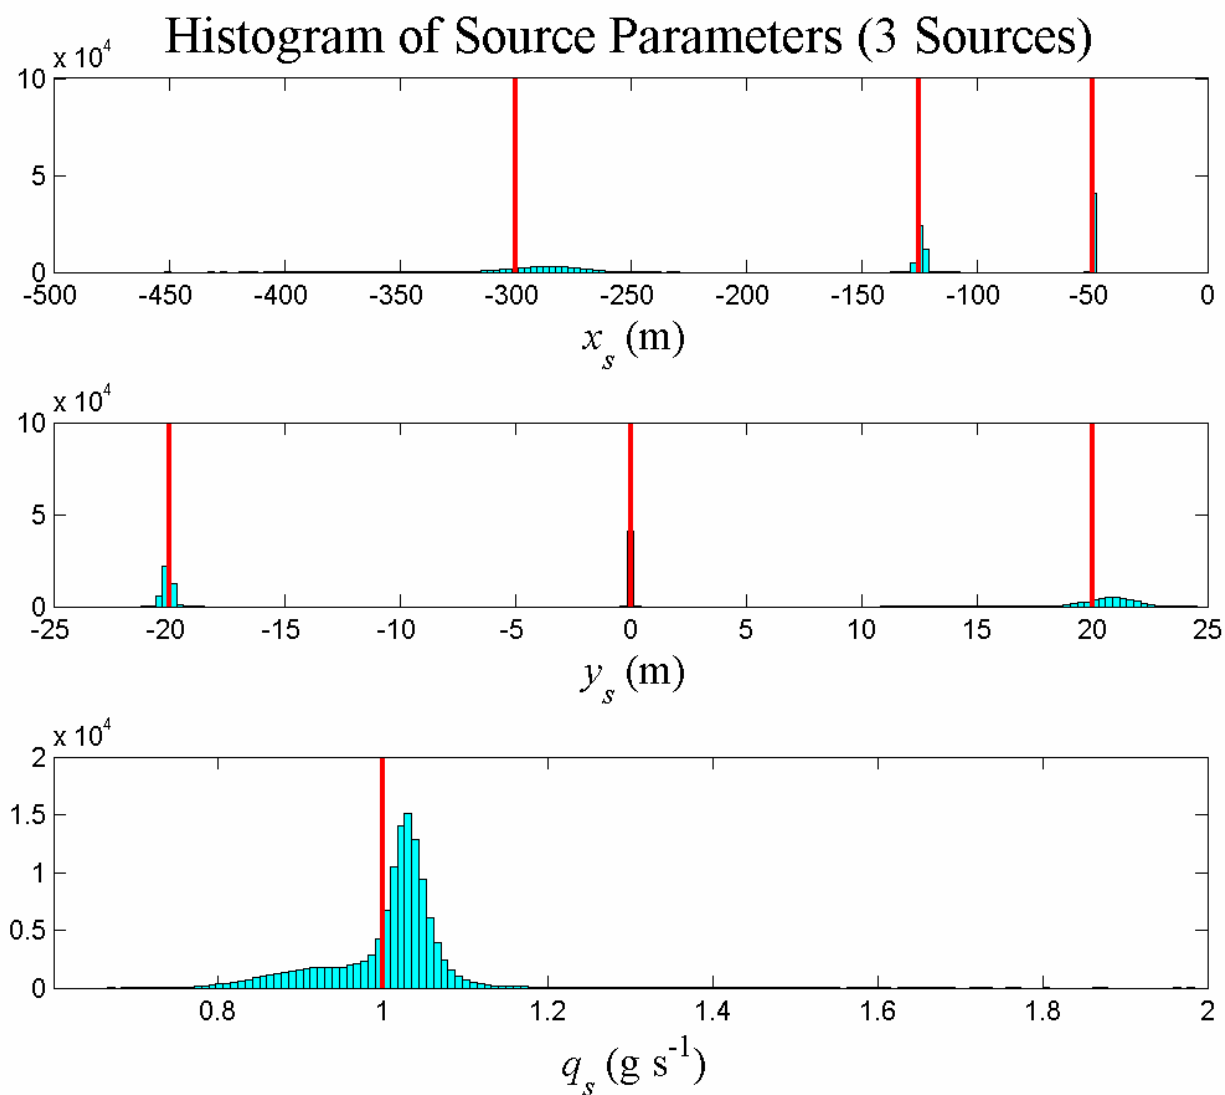 Histogram of Source Parameters (3 Sources)
x 10^4
10
5
0
-500 -450 -400 -350 -300 -250 -200 -150 -100 -50 0
x_s (m)
x 10^4
10
5
0
-25 -20 -15 -10 -5 0 5 10 15 20 25
y_s (m)
x 10^4
2
1.5
1
0.5
0
0.8 1 1.2 1.4 1.6 1.8 2
q_s (g s^-1)